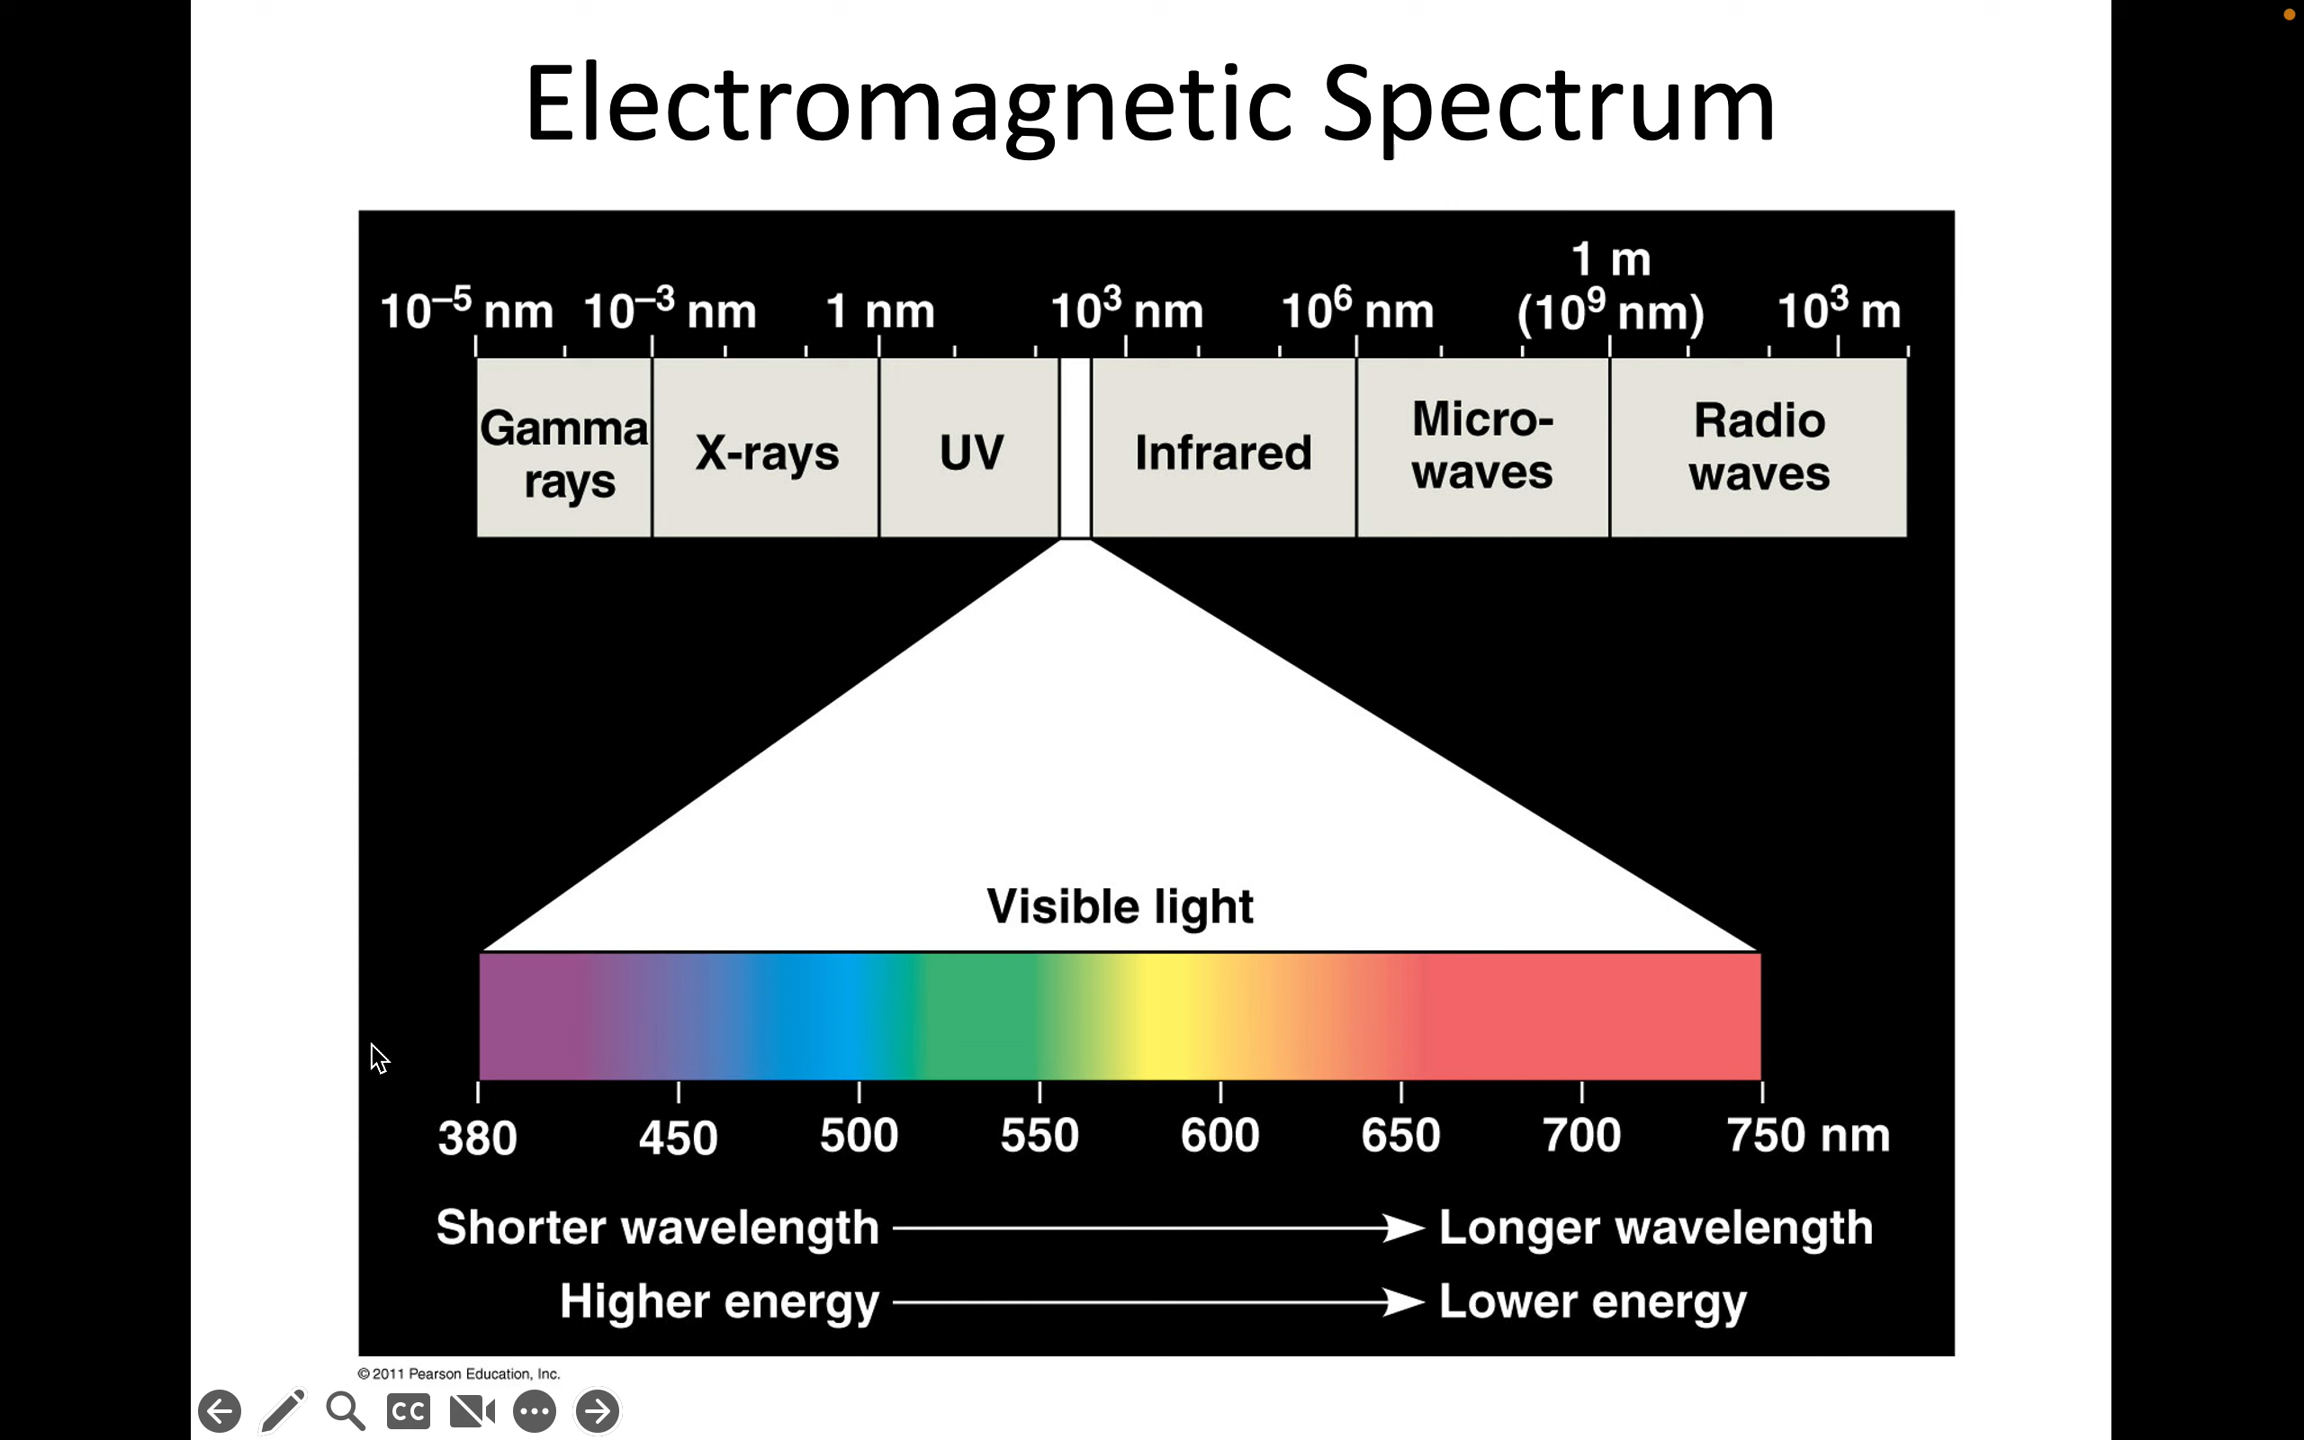 Electromagnetic Spectrum
1 m
10⁻⁵ nm 10⁻³ nm 1 nm 10³ nm 10⁶ nm (10⁹ nm) 10³ m
Gamma rays X-rays UV Infrared Micro- waves Radio waves
Visible light
380 450 500 550 600 650 700 750 nm
Shorter wavelength Longer wavelength
Higher energy Lower energy
© 2011 Pearson Education, Inc.
CC